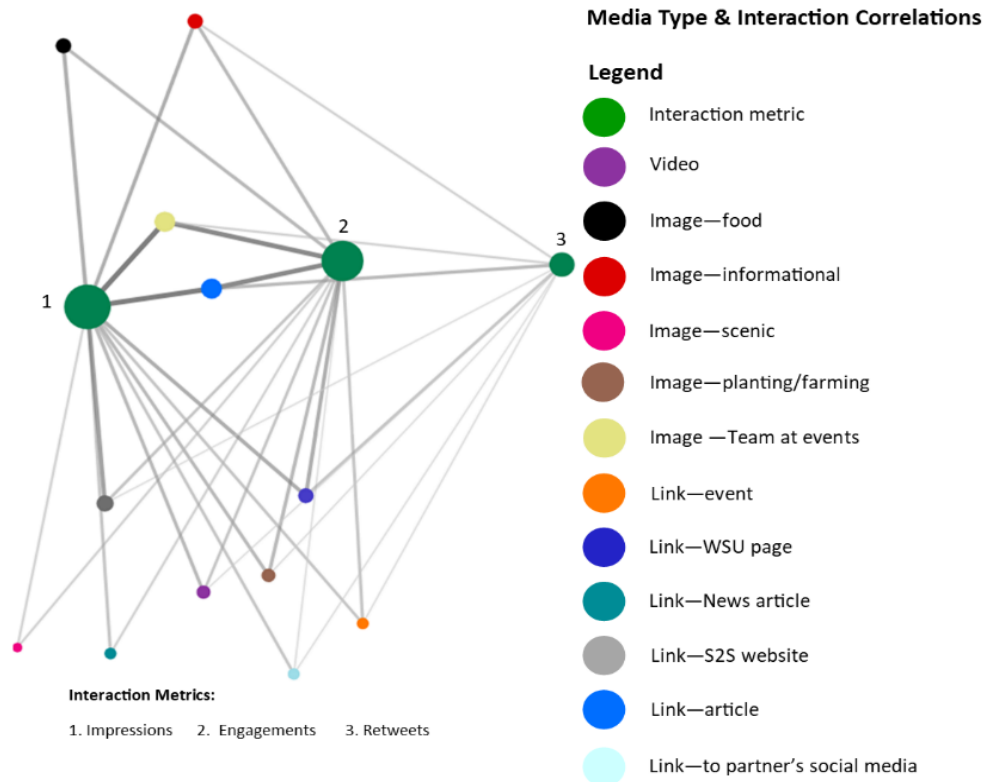 Media Type & Interaction Correlations
Legend
Interaction metric
Video
Image—food
Image—informational
Image—scenic
Image—planting/farming
Image —Team at events
Link—event
Link—WSU page
Link—News article
Link—S2S website
Link—article
Link—to partner's social media
1
2
3
Interaction Metrics:
1. Impressions 2. Engagements 3. Retweets